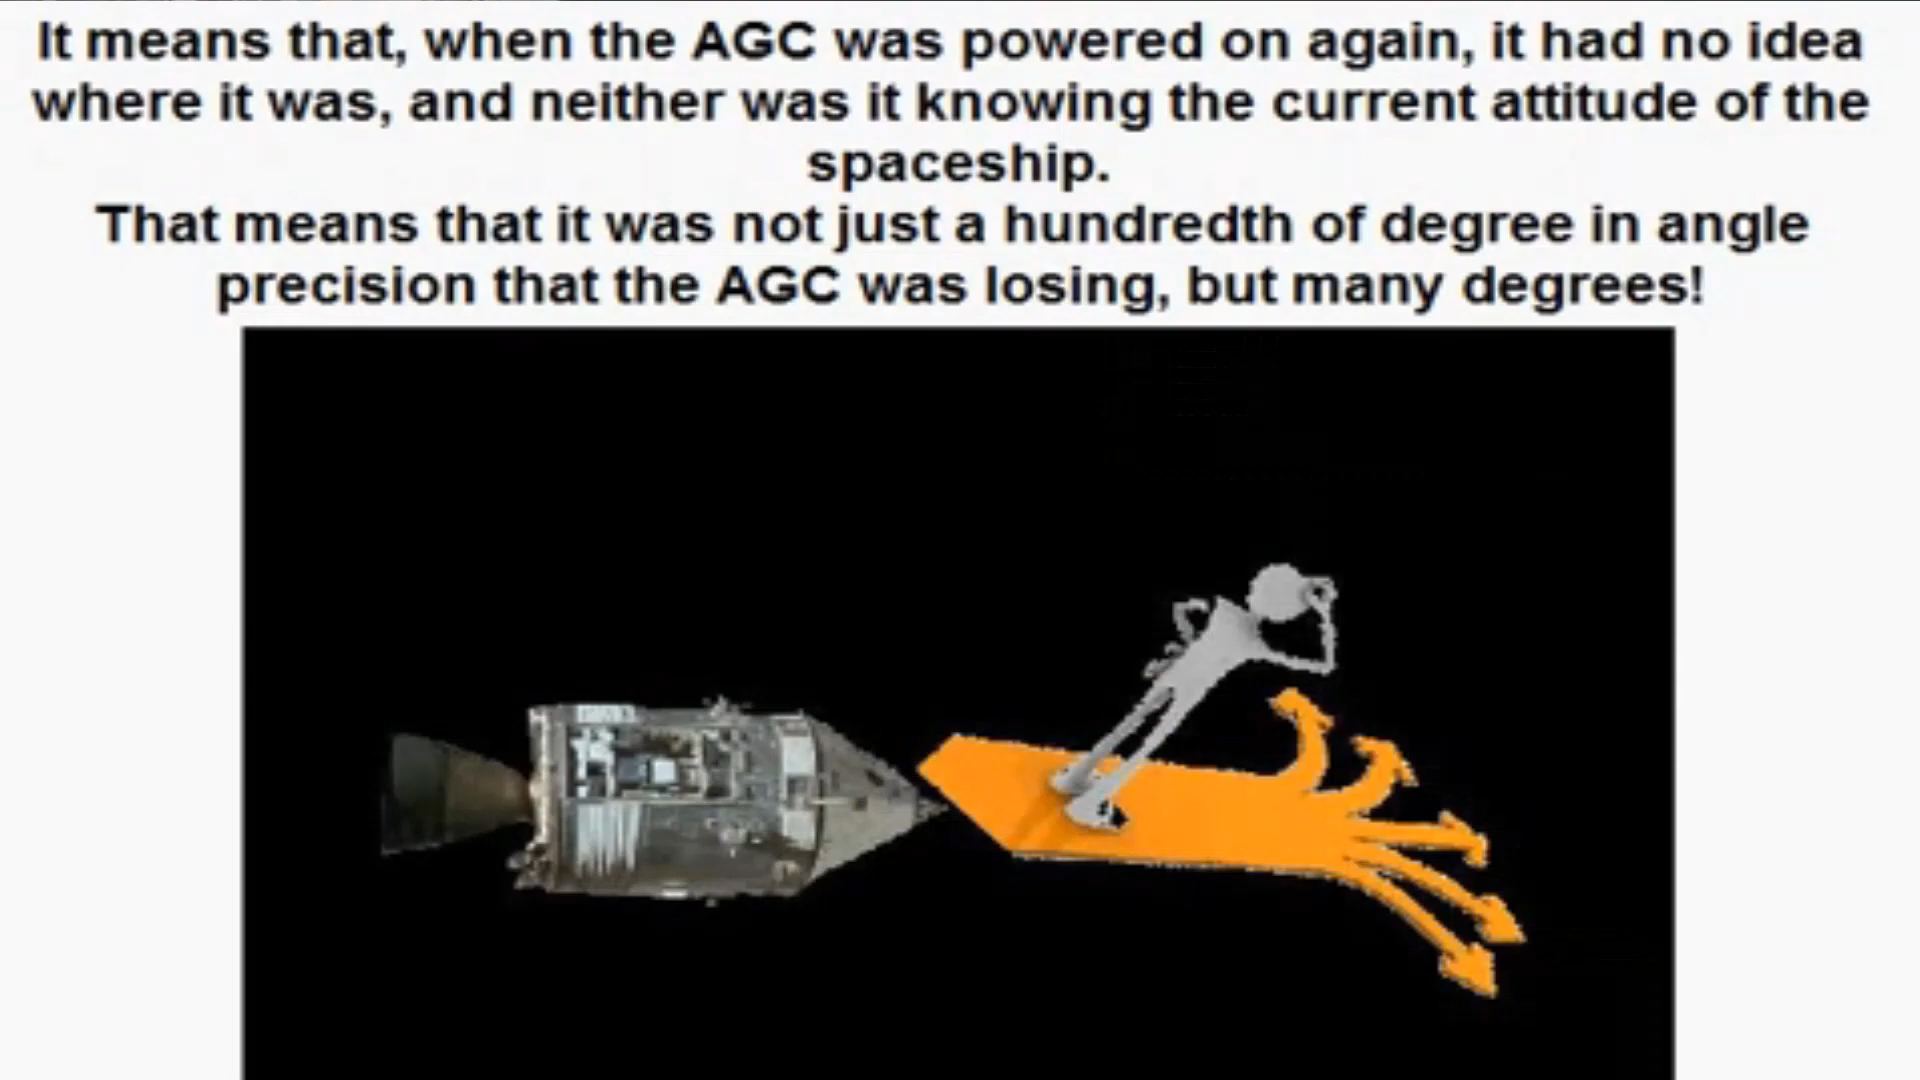 It means that, when the AGC was powered on again, it had no idea
where it was, and neither was it knowing the current attitude of the
spaceship.
That means that it was not just a hundredth of degree in angle
precision that the AGC was losing, but many degrees!